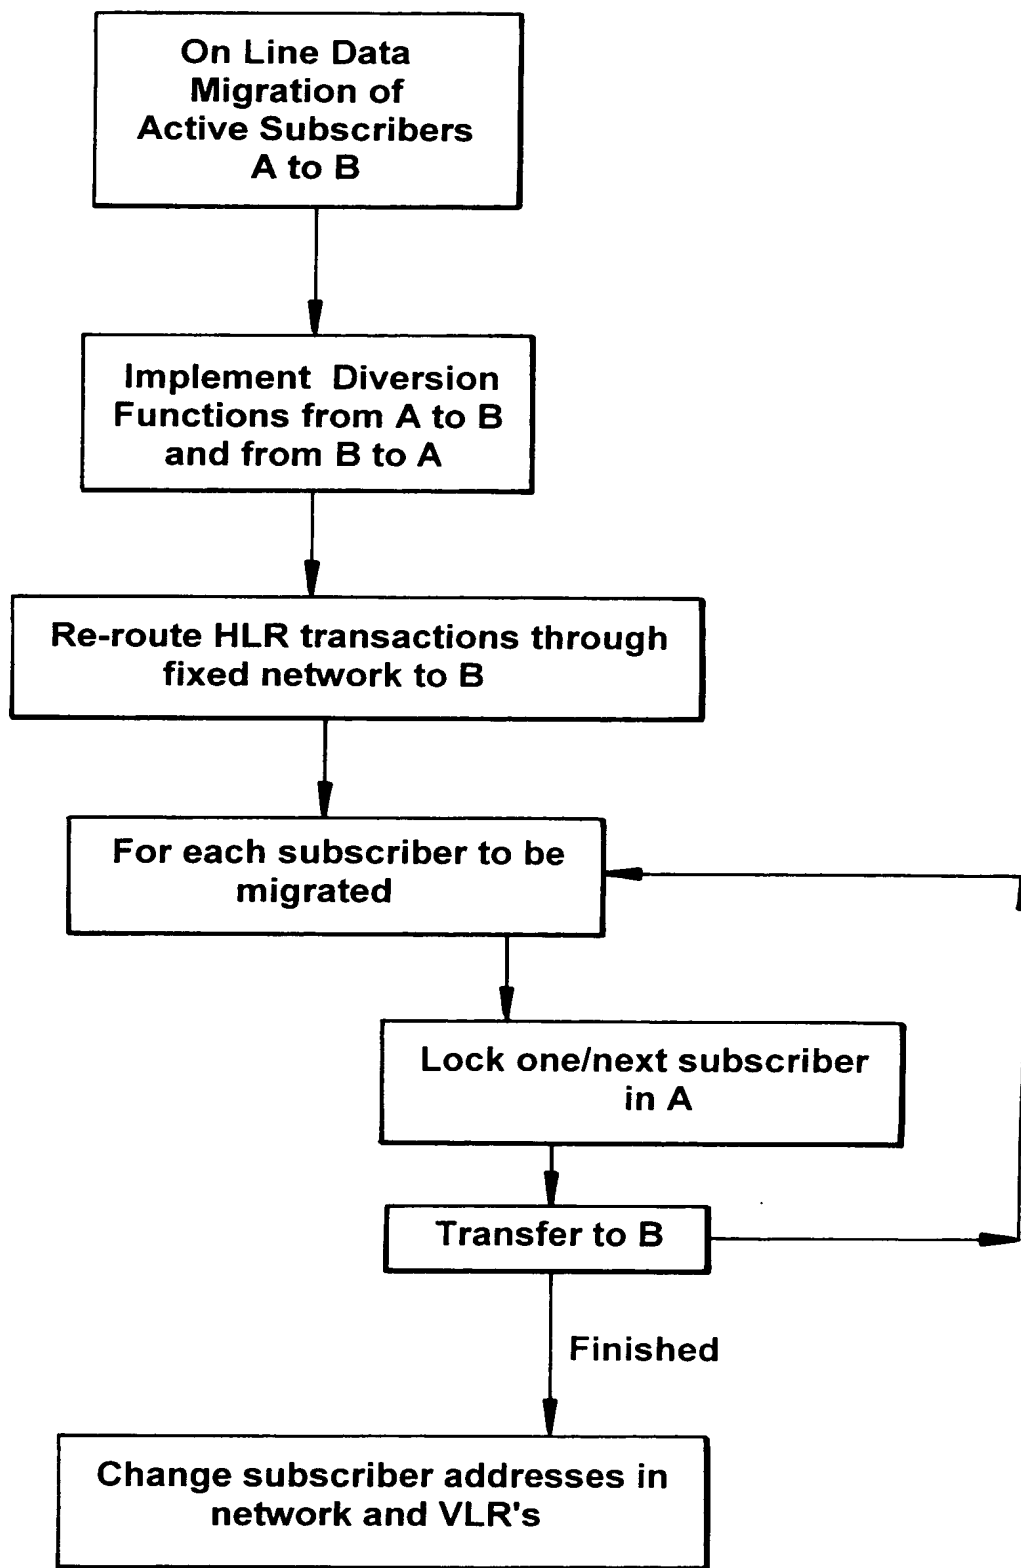 On Line Data
Migration of
Active Subscribers
A to B
Implement Diversion
Functions from A to B
and from B to A
Re-route HLR transactions through
fixed network to B
For each subscriber to be
migrated
Lock one/next subscriber
in A
Transfer to B
Finished
Change subscriber addresses in
network and VLR's